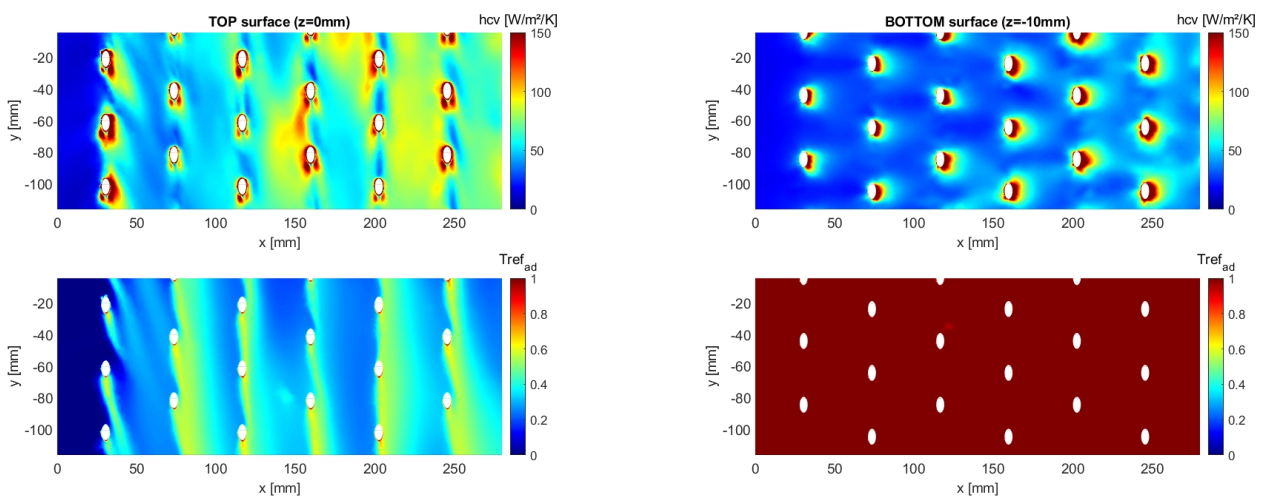 TOP surface (z=0mm)
hcv [W/m²/K]
150
100
50
0
-20
-40
-60
-80
-100
y [mm]
0 50 100 150 200 250
x [mm]
BOTTOM surface (z=-10mm)
hcv [W/m²/K]
150
100
50
0
-20
-40
-60
-80
-100
y [mm]
0 50 100 150 200 250
x [mm]
Tref_ad
1
0.8
0.6
0.4
0.2
0
-20
-40
-60
-80
-100
y [mm]
0 50 100 150 200 250
x [mm]
Tref_ad
1
0.8
0.6
0.4
0.2
0
-20
-40
-60
-80
-100
y [mm]
0 50 100 150 200 250
x [mm]